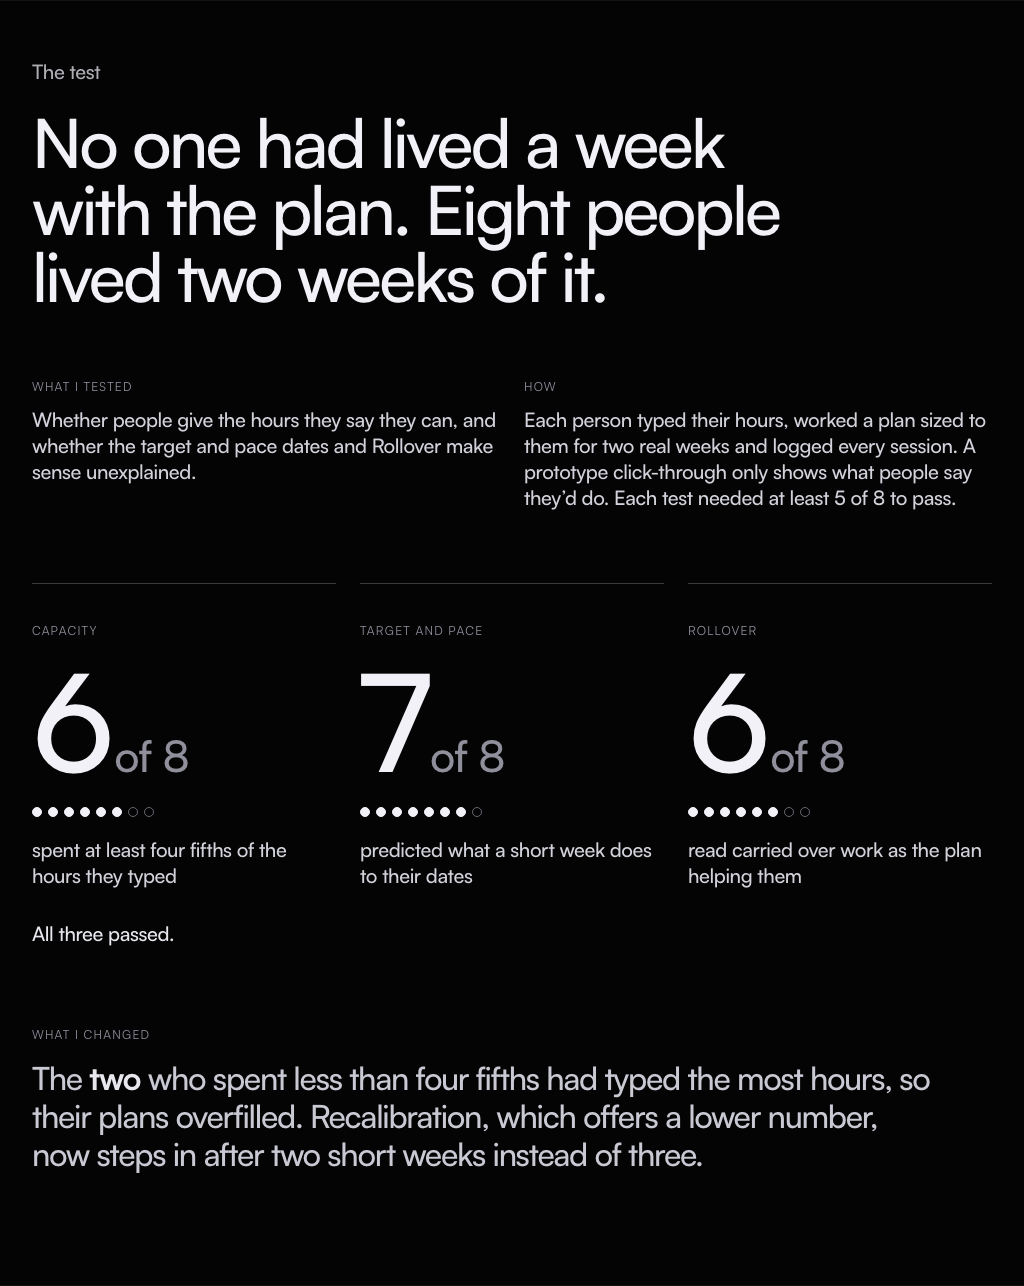 The test
No one had lived a week
with the plan. Eight people
lived two weeks of it.
WHAT I TESTED
Whether people give the hours they say they can, and
whether the target and pace dates and Rollover make
sense unexplained.
HOW
Each person typed their hours, worked a plan sized to
them for two real weeks and logged every session. A
prototype click-through only shows what people say
they’d do. Each test needed at least 5 of 8 to pass.
CAPACITY
6 of 8
spent at least four fifths of the
hours they typed
TARGET AND PACE
7 of 8
predicted what a short week does
to their dates
ROLLOVER
6 of 8
read carried over work as the plan
helping them
All three passed.
WHAT I CHANGED
The two who spent less than four fifths had typed the most hours, so
their plans overfilled. Recalibration, which offers a lower number,
now steps in after two short weeks instead of three.